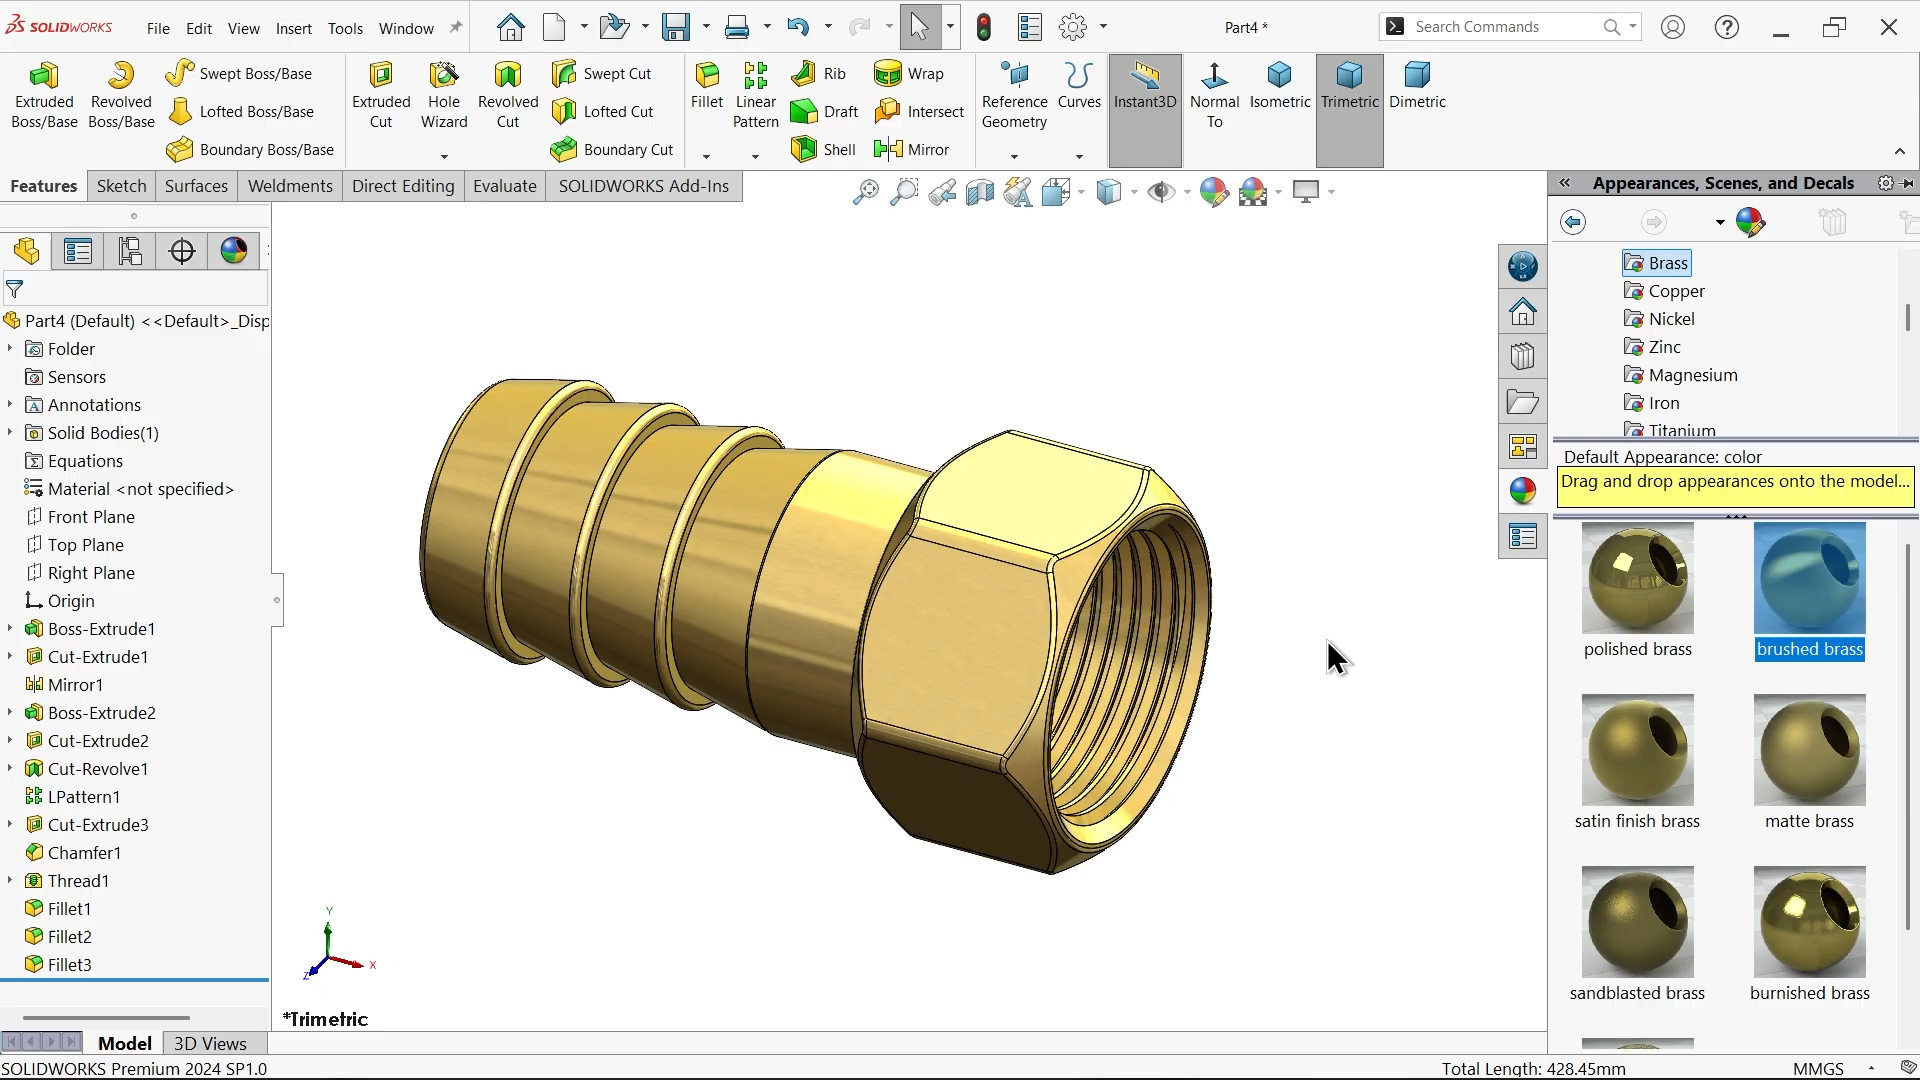 SOLIDWORKS
File Edit View Insert Tools Window
Part4 *
Search Commands
Extruded Boss/Base
Revolved Boss/Base
Swept Boss/Base
Lofted Boss/Base
Boundary Boss/Base
Extruded Cut
Hole Wizard
Revolved Cut
Swept Cut
Lofted Cut
Boundary Cut
Fillet
Linear Pattern
Rib
Draft
Shell
Wrap
Intersect
Mirror
Reference Geometry
Curves
Instant3D
Normal To
Isometric
Trimetric
Dimetric
Features Sketch Surfaces Weldments Direct Editing Evaluate SOLIDWORKS Add-Ins
Part4 (Default) <<Default>_Disp
Folder
Sensors
Annotations
Solid Bodies(1)
Equations
Material <not specified>
Front Plane
Top Plane
Right Plane
Origin
Boss-Extrude1
Cut-Extrude1
Mirror1
Boss-Extrude2
Cut-Extrude2
Cut-Revolve1
LPattern1
Cut-Extrude3
Chamfer1
Thread1
Fillet1
Fillet2
Fillet3
Y
X
Z
*Trimetric
Appearances, Scenes, and Decals
Brass
Copper
Nickel
Zinc
Magnesium
Iron
Titanium
Default Appearance: color
Drag and drop appearances onto the model...
polished brass
brushed brass
satin finish brass
matte brass
sandblasted brass
burnished brass
Model 3D Views
SOLIDWORKS Premium 2024 SP1.0
Total Length: 428.45mm
MMGS